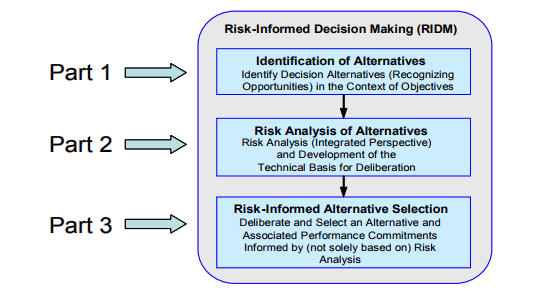 Risk-Informed Decision Making (RIDM)
Part 1
Identification of Alternatives
Identify Decision Alternatives (Recognizing
Opportunities) in the Context of Objectives
Part 2
Risk Analysis of Alternatives
Risk Analysis (Integrated Perspective)
and Development of the
Technical Basis for Deliberation
Part 3
Risk-Informed Alternative Selection
Deliberate and Select an Alternative and
Associated Performance Commitments
Informed by (not solely based on) Risk
Analysis